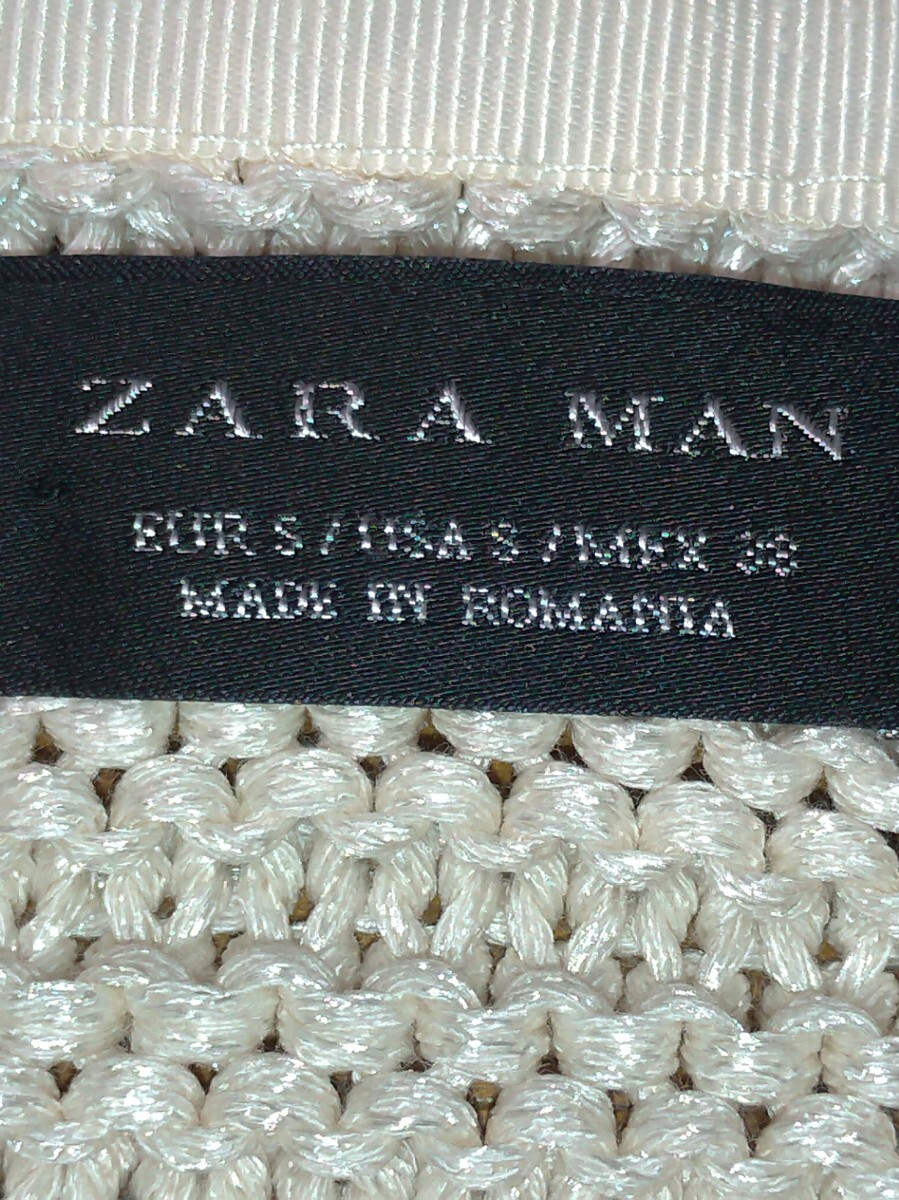 ZARA MAN
EUR S / USA S / MEX 38
MADE IN ROMANIA